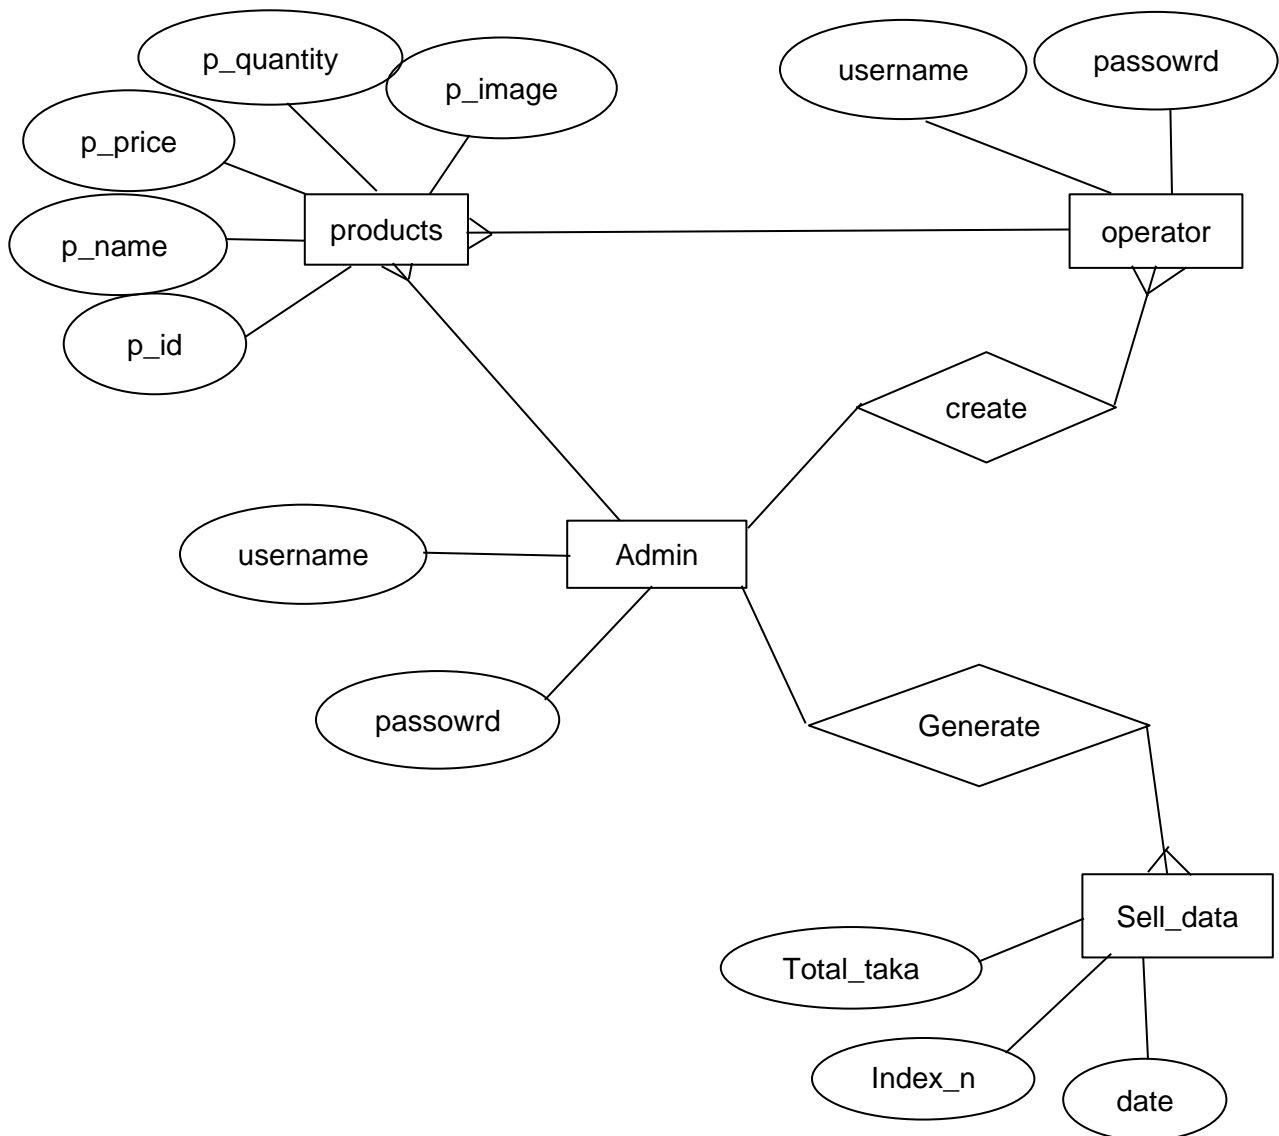 p_quantity
p_image
username
passowrd
p_price
products
operator
p_name
p_id
create
username
Admin
passowrd
Generate
Sell_data
Total_taka
Index_n
date